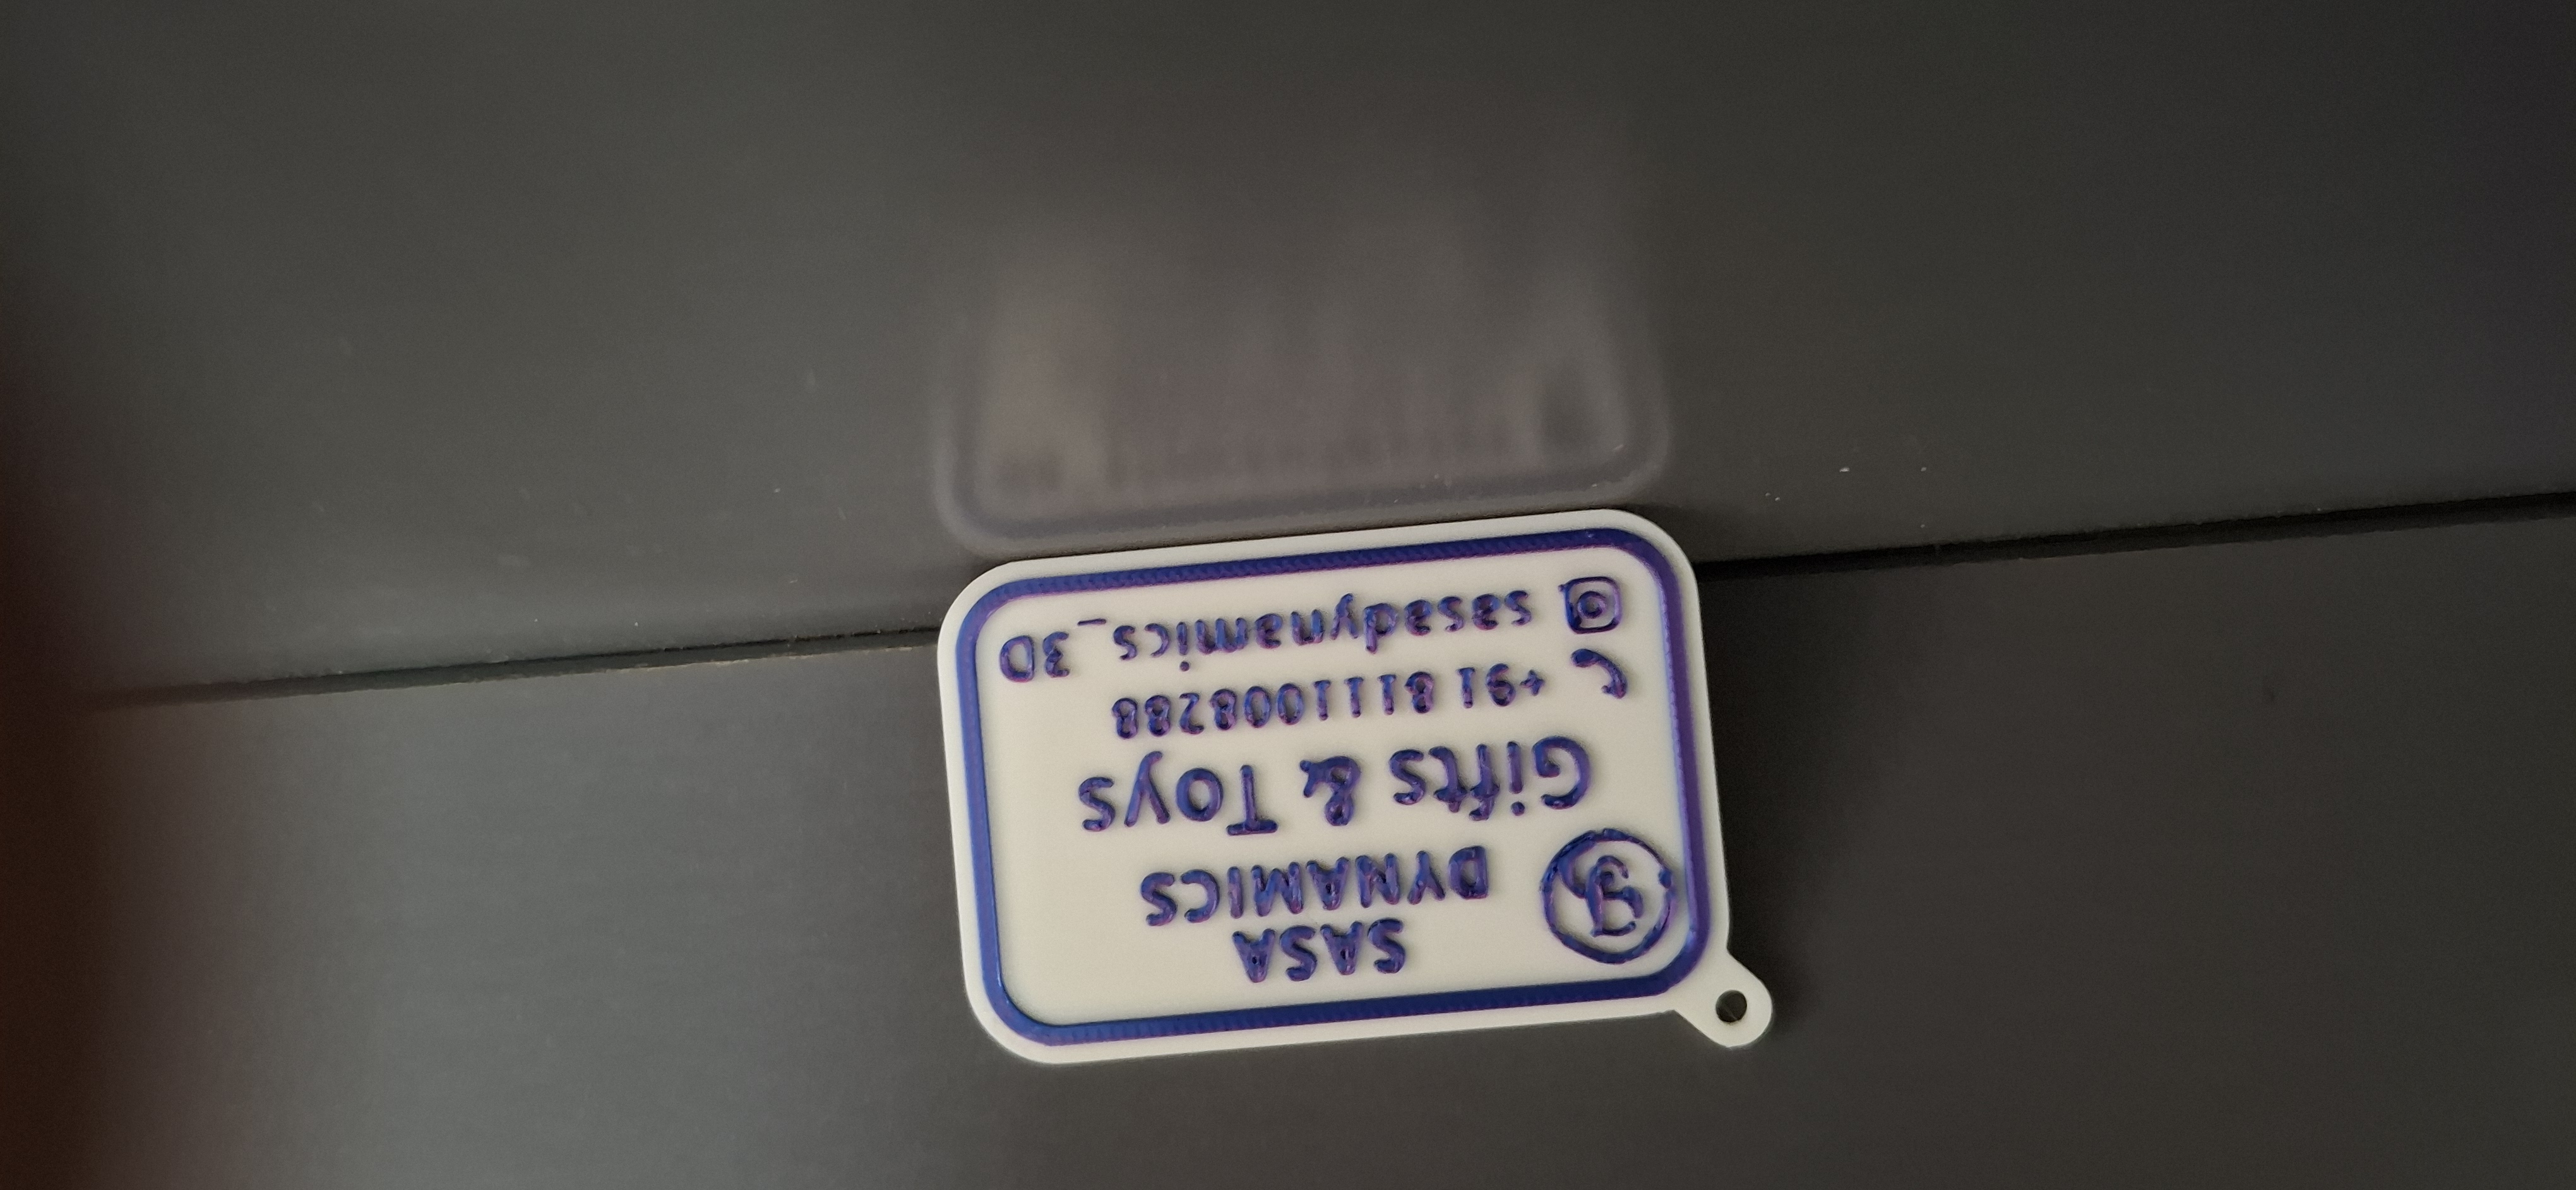 SASA
DYNAMICS
Gifts & Toys
+91 8111008288
sasadynamics_3D